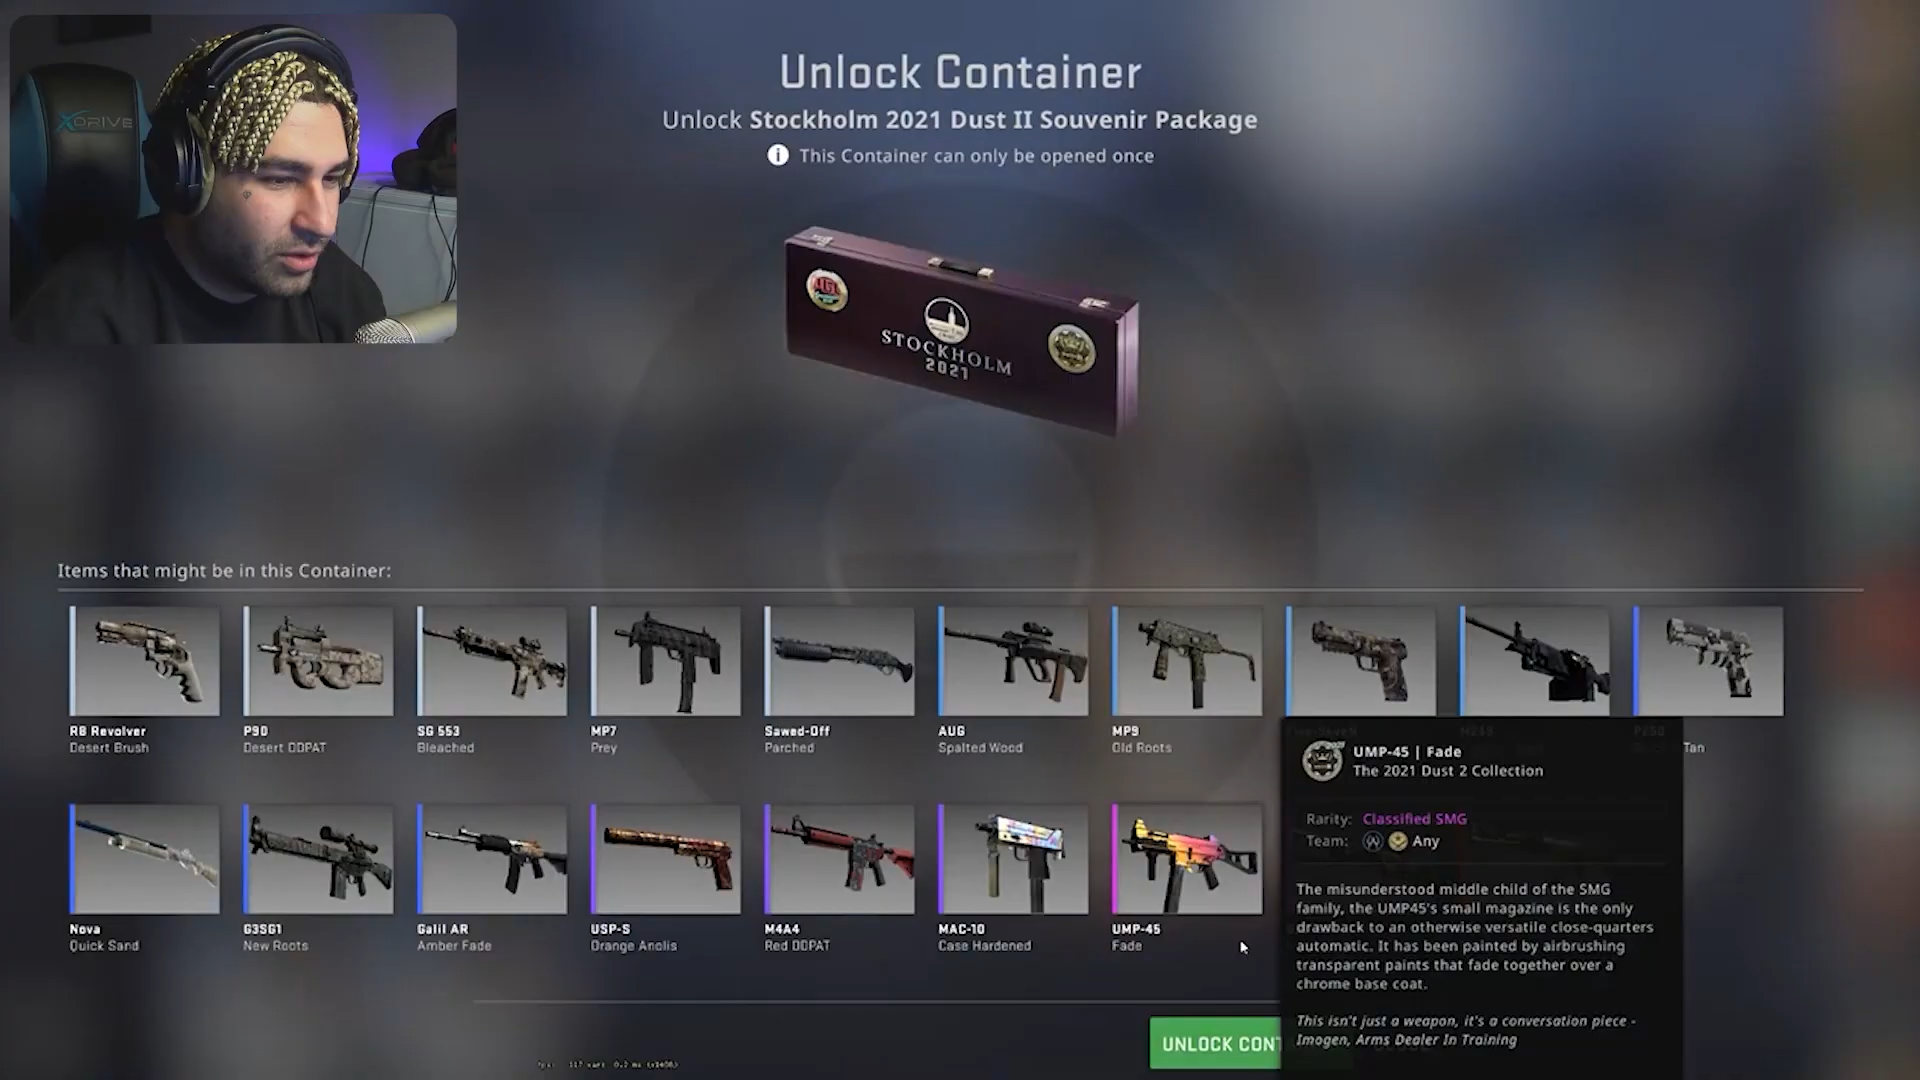 XDRIVE
Unlock Container
Unlock Stockholm 2021 Dust II Souvenir Package
This Container can only be opened once
STOCKHOLM
2021
Items that might be in this Container:
R8 Revolver
Desert Brush
P90
Desert DDPAT
SG 553
Bleached
MP7
Prey
Sawed-Off
Parched
AUG
Spalted Wood
MP9
Old Roots
M249
P250
Tan
Nova
Quick Sand
G3SG1
New Roots
Galil AR
Amber Fade
USP-S
Orange Anolis
M4A4
Red DDPAT
MAC-10
Case Hardened
UMP-45
Fade
UMP-45 | Fade
The 2021 Dust 2 Collection
Rarity: Classified SMG
Team: Any
The misunderstood middle child of the SMG
family, the UMP45's small magazine is the only
drawback to an otherwise versatile close-quarters
automatic. It has been painted by airbrushing
transparent paints that fade together over a
chrome base coat.
This isn't just a weapon, it's a conversation piece -
Imogen, Arms Dealer In Training
UNLOCK CONT